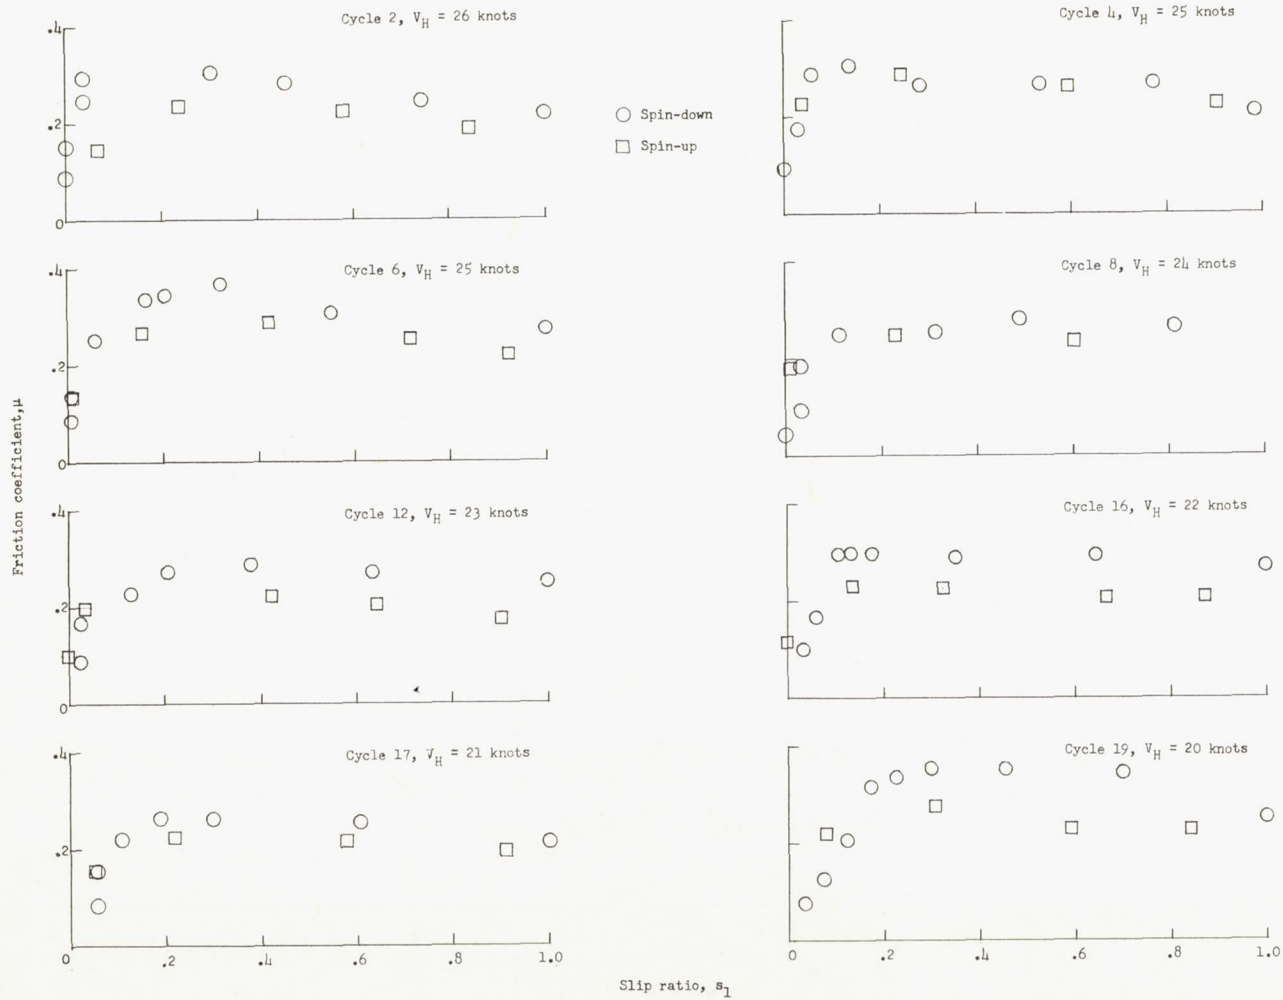 Cycle 2, V_H = 26 knots
Cycle 4, V_H = 25 knots
.4
.2
0
○ Spin-down
□ Spin-up
Cycle 6, V_H = 25 knots
Cycle 8, V_H = 24 knots
.4
.2
0
Friction coefficient,μ
Cycle 12, V_H = 23 knots
Cycle 16, V_H = 22 knots
.4
.2
0
Cycle 17, V_H = 21 knots
Cycle 19, V_H = 20 knots
.4
.2
0 .2 .4 .6 .8 1.0
0 .2 .4 .6 .8 1.0
Slip ratio, s_1